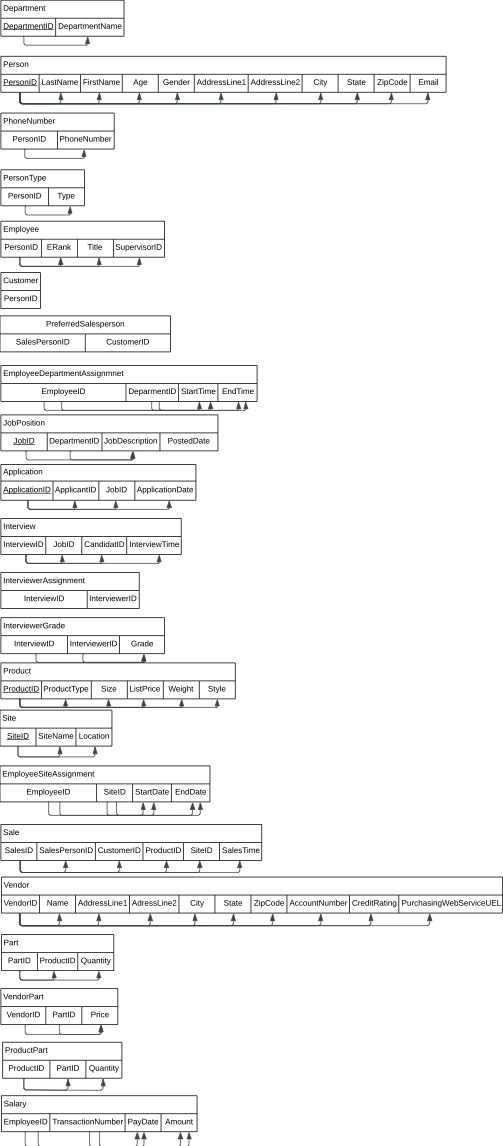 Department
DepartmentID DepartmentName
Person
PersonID LastName FirstName Age Gender AddressLine1 AddressLine2 City State ZipCode Email
PhoneNumber
PersonID PhoneNumber
PersonType
PersonID Type
Employee
PersonID ERank Title SupervisorID
Customer
PersonID
PreferredSalesperson
SalesPersonID CustomerID
EmployeeDepartmentAssignmnet
EmployeeID DeparmentID StartTime EndTime
JobPosition
JobID DepartmentID JobDescription PostedDate
Application
ApplicationID ApplicantID JobID ApplicationDate
Interview
InterviewID JobID CandidatID InterviewTime
InterviewerAssignment
InterviewID InterviewerID
InterviewerGrade
InterviewID InterviewerID Grade
Product
ProductID ProductType Size ListPrice Weight Style
Site
SiteID SiteName Location
EmployeeSiteAssignment
EmployeeID SiteID StartDate EndDate
Sale
SalesID SalesPersonID CustomerID ProductID SiteID SalesTime
Vendor
VendorID Name AddressLine1 AdressLine2 City State ZipCode AccountNumber CreditRating PurchasingWebServiceUEL
Part
PartID ProductID Quantity
VendorPart
VendorID PartID Price
ProductPart
ProductID PartID Quantity
Salary
EmployeeID TransactionNumber PayDate Amount